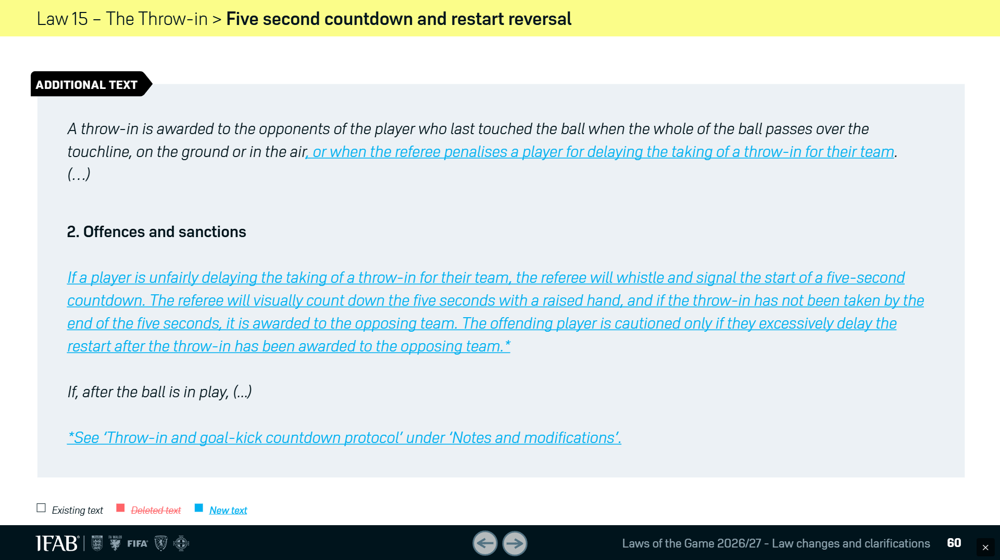 Law 15 – The Throw-in > Five second countdown and restart reversal
ADDITIONAL TEXT
A throw-in is awarded to the opponents of the player who last touched the ball when the whole of the ball passes over the
touchline, on the ground or in the air, or when the referee penalises a player for delaying the taking of a throw-in for their team.
(…)
2. Offences and sanctions
If a player is unfairly delaying the taking of a throw-in for their team, the referee will whistle and signal the start of a five-second
countdown. The referee will visually count down the five seconds with a raised hand, and if the throw-in has not been taken by the
end of the five seconds, it is awarded to the opposing team. The offending player is cautioned only if they excessively delay the
restart after the throw-in has been awarded to the opposing team.*
If, after the ball is in play, (...)
*See ‘Throw-in and goal-kick countdown protocol’ under ‘Notes and modifications’.
Existing text Deleted text New text
IFAB® FA WALES FIFA® Laws of the Game 2026/27 - Law changes and clarifications 60